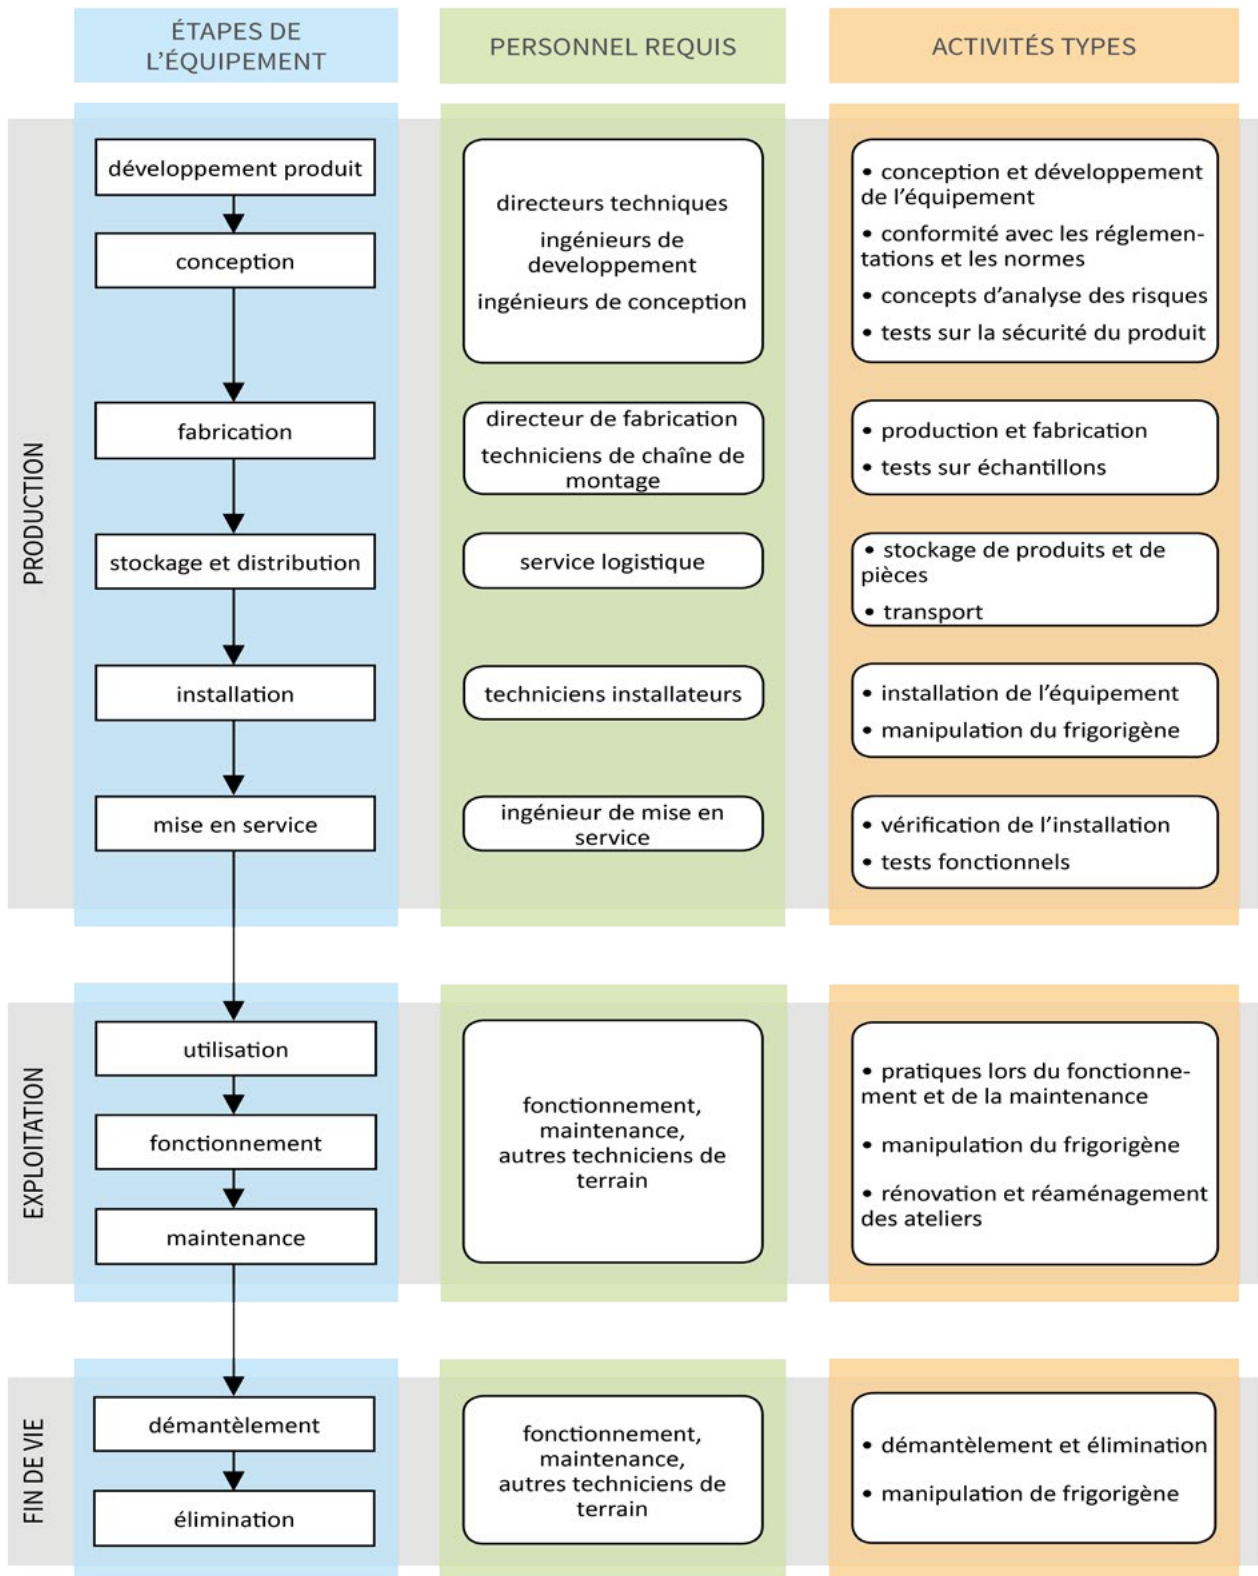 ÉTAPES DE
L'ÉQUIPEMENT
PERSONNEL REQUIS
ACTIVITÉS TYPES
PRODUCTION
développement produit
conception
directeurs techniques
ingénieurs de
developpement
ingénieurs de conception
• conception et développement
de l'équipement
• conformité avec les réglemen-
tations et les normes
• concepts d'analyse des risques
• tests sur la sécurité du produit
fabrication
directeur de fabrication
techniciens de chaîne de
montage
• production et fabrication
• tests sur échantillons
stockage et distribution
service logistique
• stockage de produits et de
pièces
• transport
installation
techniciens installateurs
• installation de l'équipement
• manipulation du frigorigène
mise en service
ingénieur de mise en
service
• vérification de l'installation
• tests fonctionnels
EXPLOITATION
utilisation
fonctionnement
maintenance
fonctionnement,
maintenance,
autres techniciens de
terrain
• pratiques lors du fonctionne-
ment et de la maintenance
• manipulation du frigorigène
• rénovation et réaménagement
des ateliers
FIN DE VIE
démantèlement
élimination
fonctionnement,
maintenance,
autres techniciens de
terrain
• démantèlement et élimination
• manipulation de frigorigène